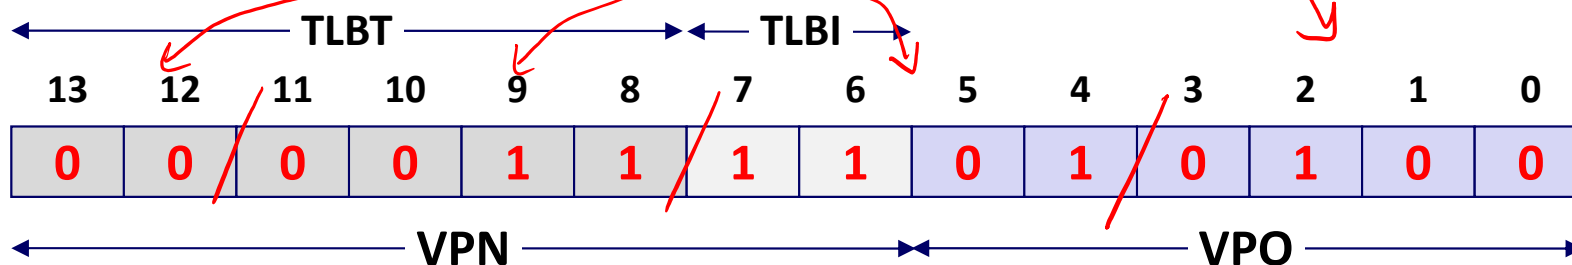 TLBT TLBI
13 12 11 10 9 8 7 6 5 4 3 2 1 0
0 0 0 0 1 1 1 1 0 1 0 1 0 0
VPN VPO